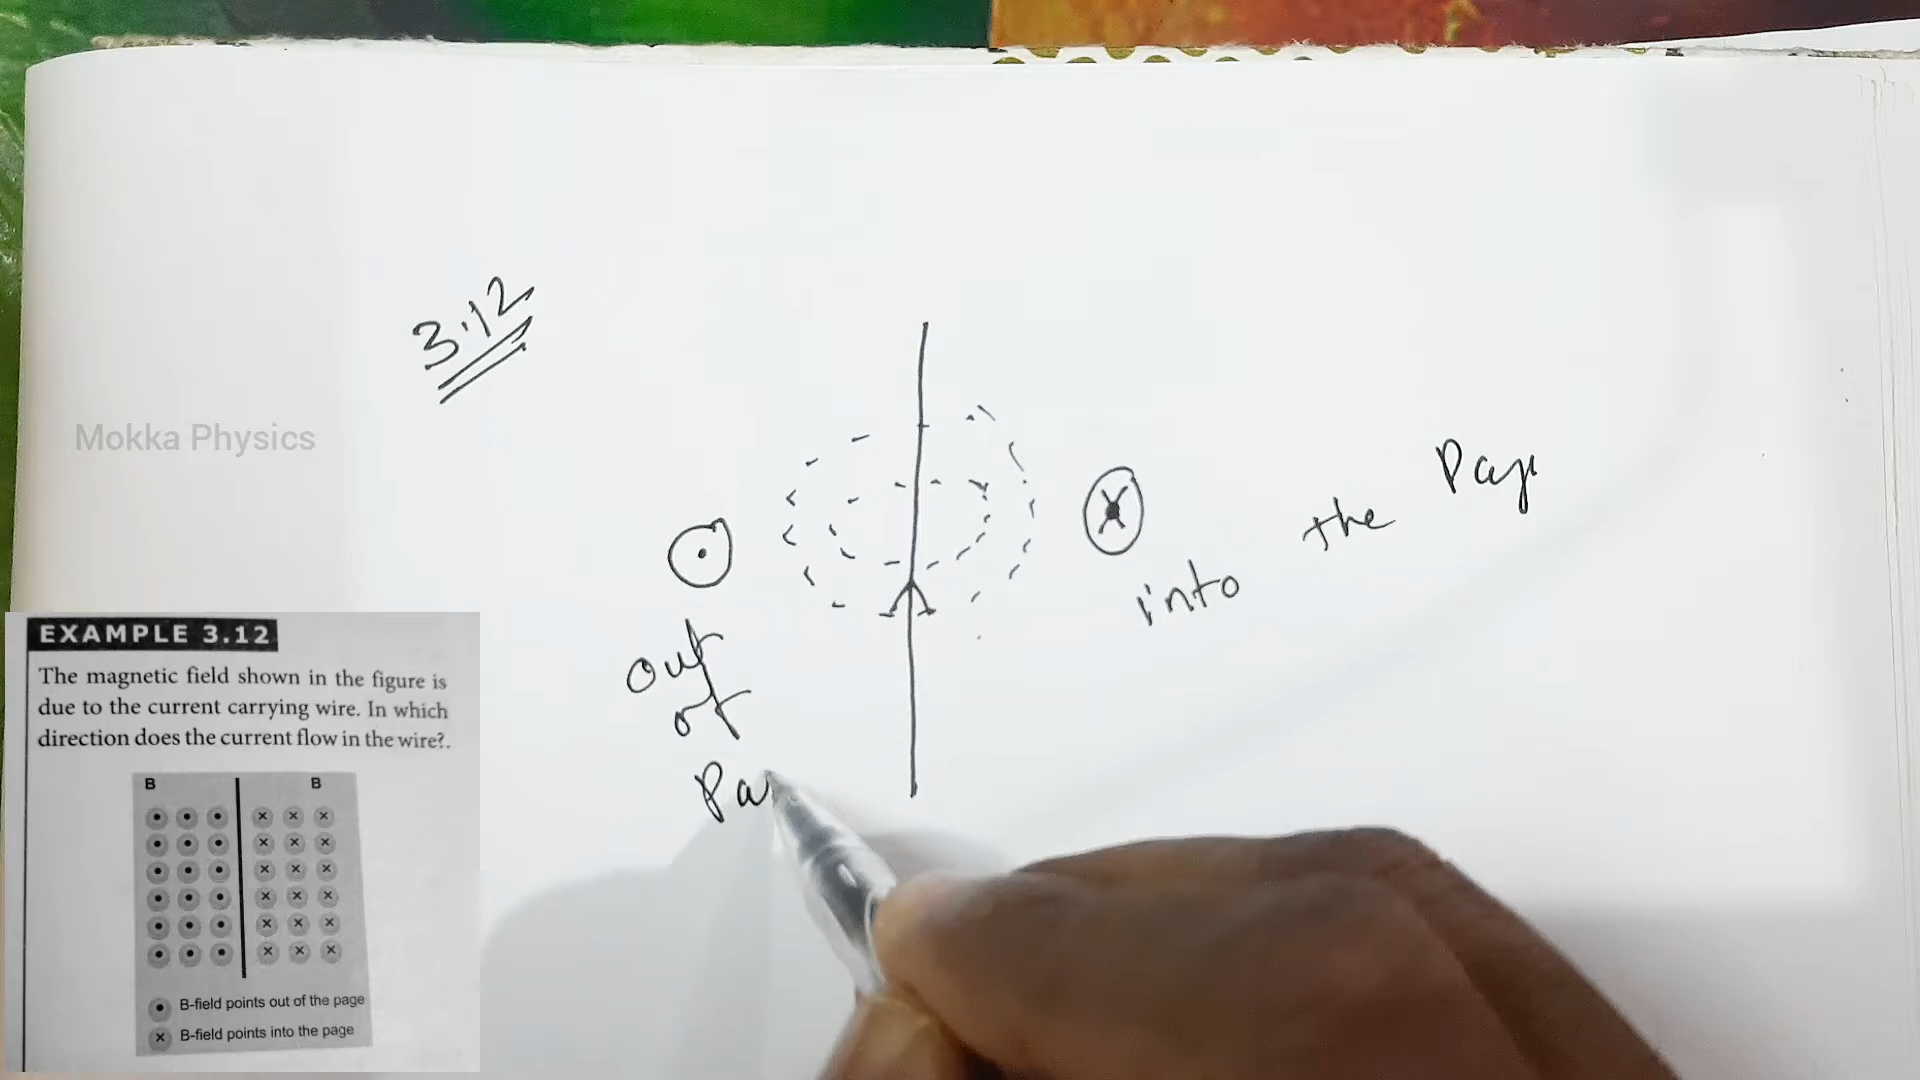 3.12
Mokka Physics
into the Page
out
of
Pa
EXAMPLE 3.12
The magnetic field shown in the figure is
due to the current carrying wire. In which
direction does the current flow in the wire?.
B B
B-field points out of the page
B-field points into the page